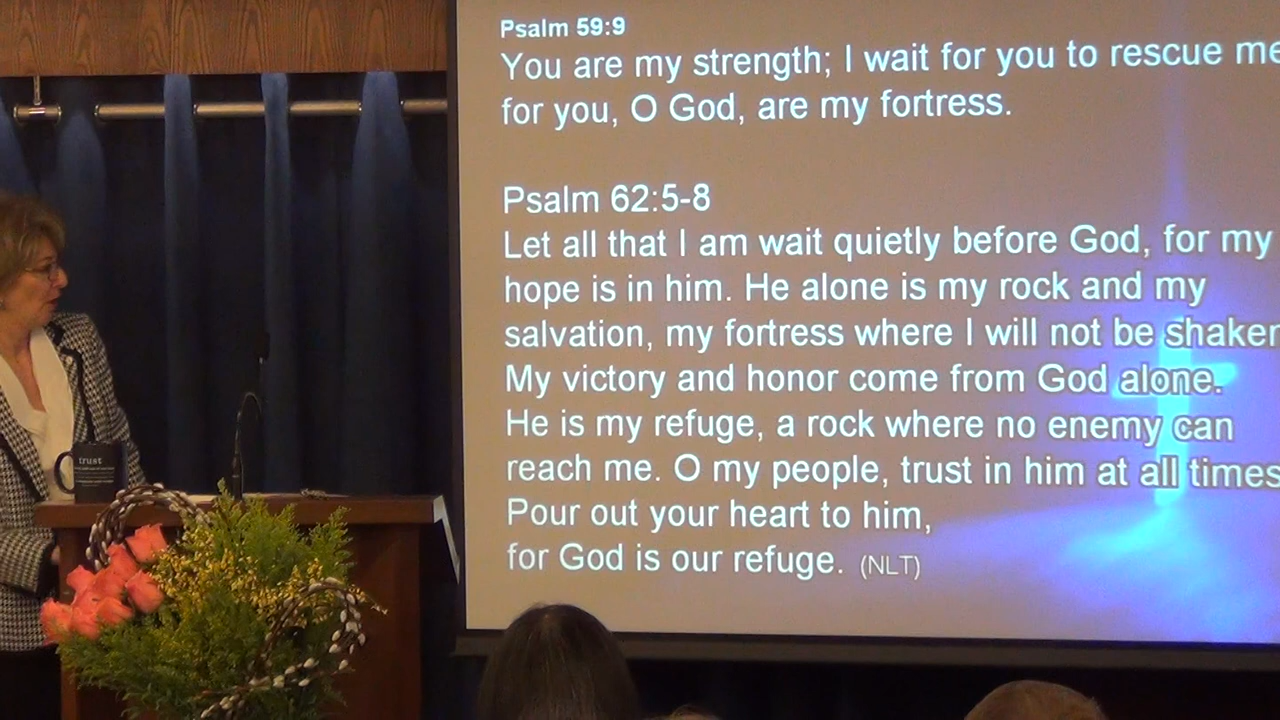 Psalm 59:9
You are my strength; I wait for you to rescue me
for you, O God, are my fortress.
Psalm 62:5-8
Let all that I am wait quietly before God, for my
hope is in him. He alone is my rock and my
salvation, my fortress where I will not be shaken
My victory and honor come from God alone.
He is my refuge, a rock where no enemy can
reach me. O my people, trust in him at all times
Pour out your heart to him,
for God is our refuge. (NLT)
trust